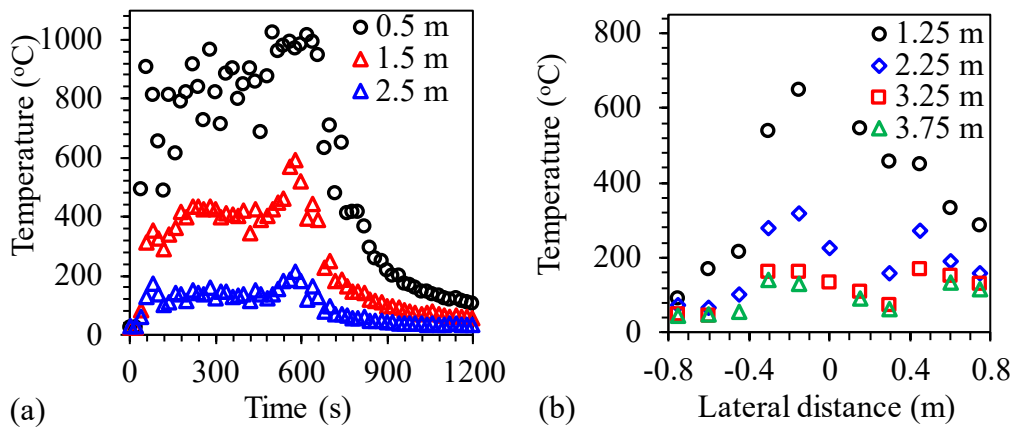 1000
800
600
400
200
0
Temperature (°C)
0.5 m
1.5 m
2.5 m
0 300 600 900 1200
Time (s)
(a)
800
600
400
200
0
Temperature (°C)
1.25 m
2.25 m
3.25 m
3.75 m
-0.8 -0.4 0 0.4 0.8
Lateral distance (m)
(b)